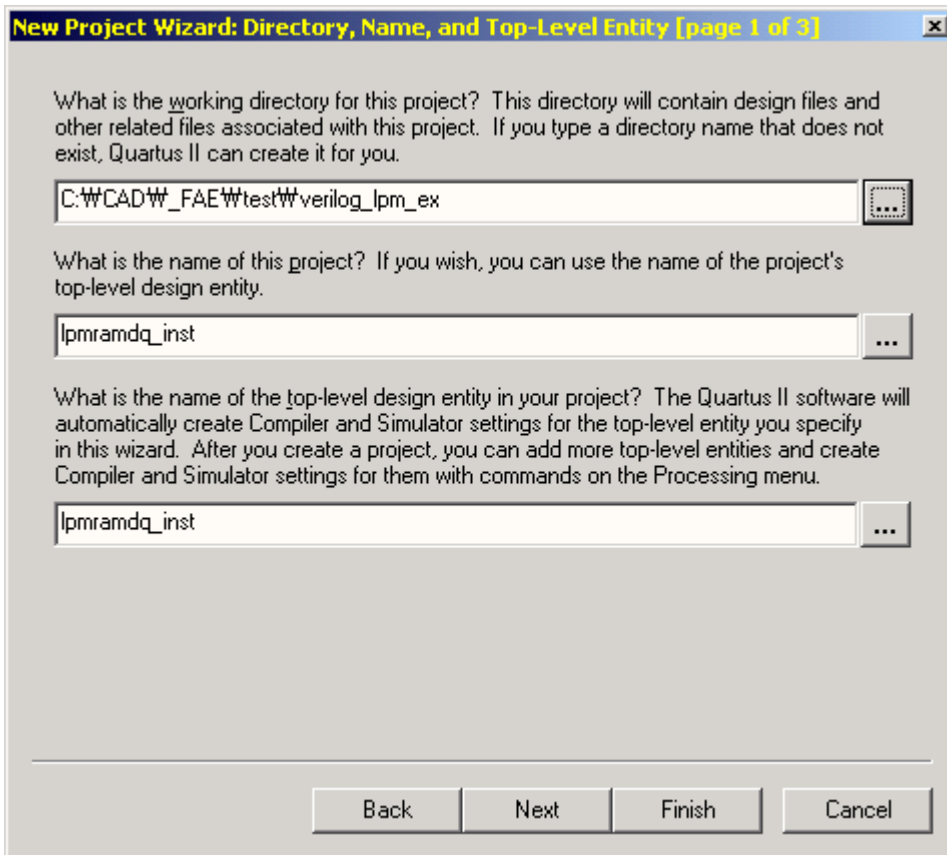 New Project Wizard: Directory, Name, and Top-Level Entity [page 1 of 3]
What is the working directory for this project?  This directory will contain design files and
other related files associated with this project.  If you type a directory name that does not
exist, Quartus II can create it for you.
C:₩CAD₩_FAE₩test₩verilog_lpm_ex
...
What is the name of this project?  If you wish, you can use the name of the project's
top-level design entity.
lpmramdq_inst
...
What is the name of the top-level design entity in your project?  The Quartus II software will
automatically create Compiler and Simulator settings for the top-level entity you specify
in this wizard.  After you create a project, you can add more top-level entities and create
Compiler and Simulator settings for them with commands on the Processing menu.
lpmramdq_inst
...
Back Next Finish Cancel